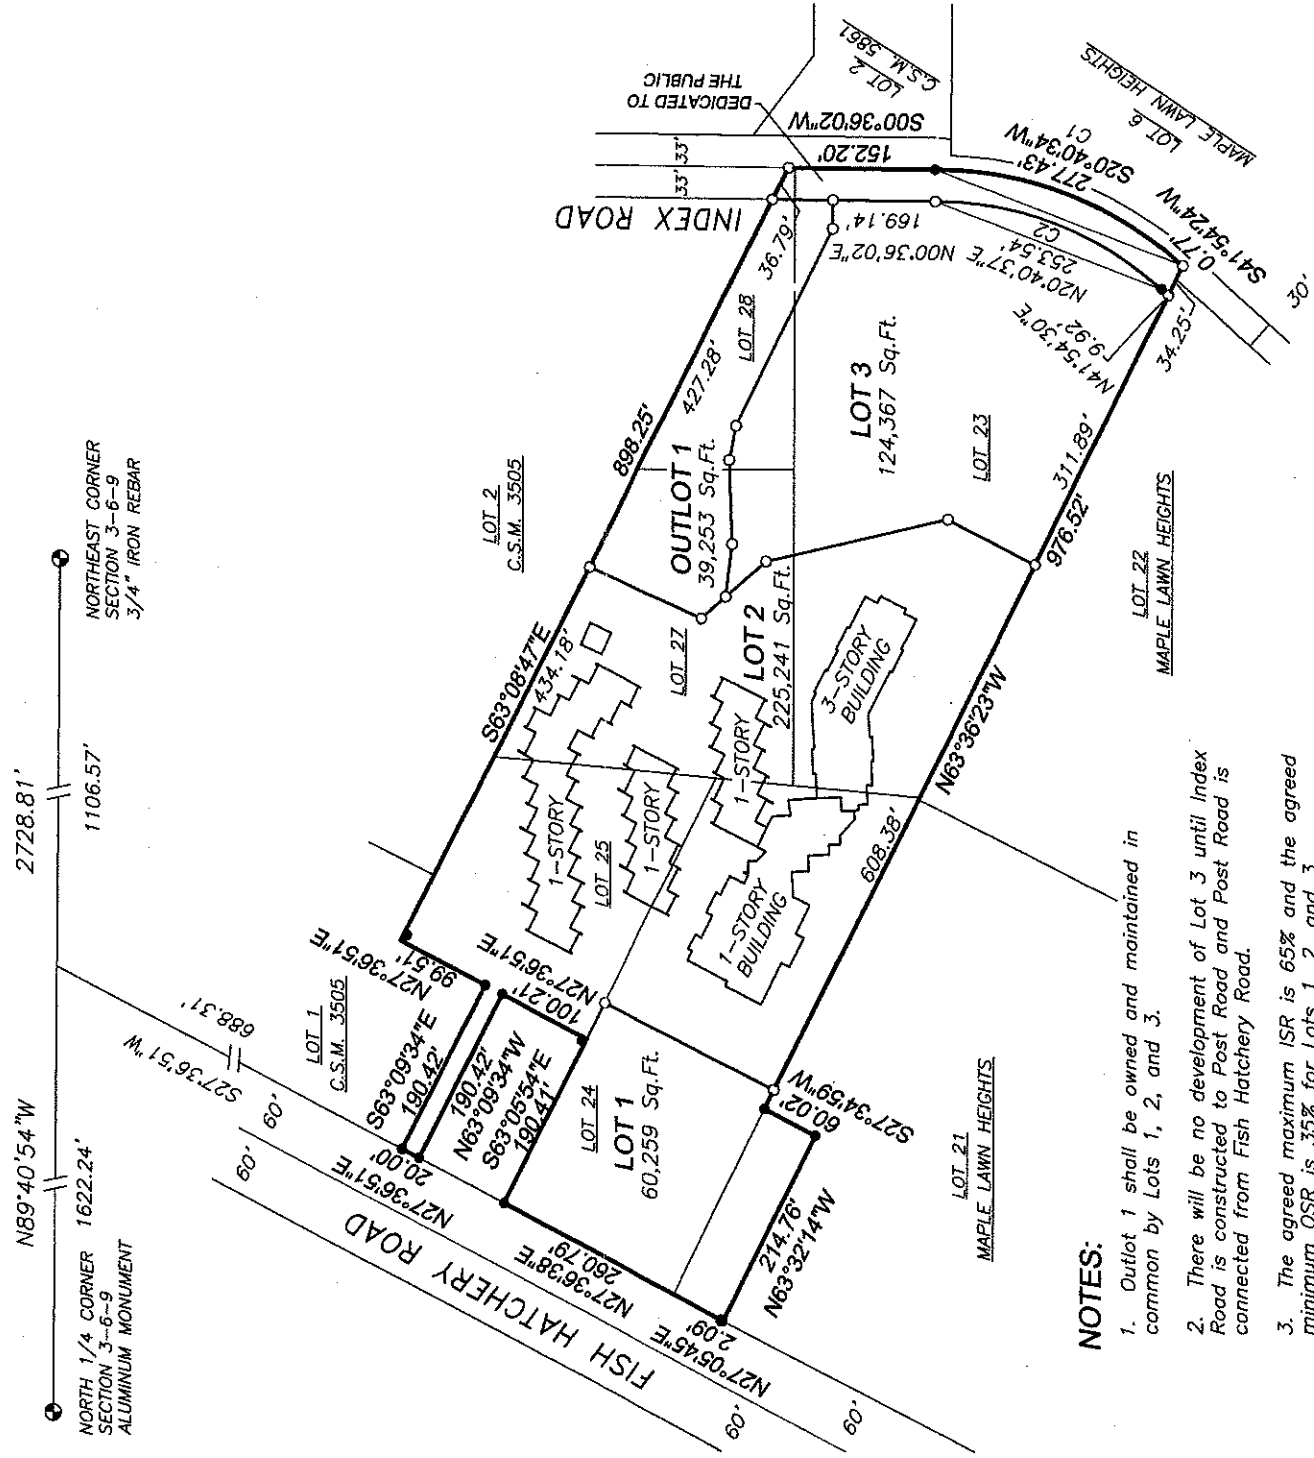 N89°40'54"W
2728.81'
1622.24'
1106.57'
NORTH 1/4 CORNER
SECTION 3-6-9
ALUMINUM MONUMENT
NORTHEAST CORNER
SECTION 3-6-9
3/4" IRON REBAR
S27°36'51"W
688.31'
LOT 1
C.S.M. 3505
LOT 2
C.S.M. 3505
60'
60'
N27°36'51"E
99.51'
S63°09'34"E
190.42'
N27°36'51"E
20.00'
190.42'
N63°09'34"W
N27°36'51"E
100.21'
S63°05'54"E
190.41'
S63°08'47"E
898.25'
434.18'
427.28'
36.79'
INDEX ROAD
33'
33'
DEDICATED TO
THE PUBLIC
LOT 2
C.S.M. 5861
S00°36'02"W
152.20'
169.14'
N00°36'02"E
LOT 6
MAPLE LAWN HEIGHTS
C1
S20°40'34"W
277.43'
C2
253.54'
N20°40'37"E
S41°54'24"W
0.77'
N41°54'30"E
9.92'
34.25'
30'
LOT 28
OUTLOT 1
39,253 Sq.Ft.
LOT 3
124,367 Sq.Ft.
LOT 23
LOT 27
LOT 2
225,241 Sq.Ft.
1-STORY
LOT 25
1-STORY
1-STORY
3-STORY
BUILDING
1-STORY
BUILDING
LOT 24
LOT 1
60,259 Sq.Ft.
FISH HATCHERY ROAD
N27°36'38"E
260.79'
N27°05'45"E
2.09'
60'
60'
214.76'
N63°32'14"W
S27°34'59"W
60.02'
608.38'
N63°36'23"W
976.52'
311.89'
LOT 22
MAPLE LAWN HEIGHTS
LOT 21
MAPLE LAWN HEIGHTS
NOTES:
1. Outlot 1 shall be owned and maintained in
common by Lots 1, 2, and 3.
2. There will be no development of Lot 3 until Index
Road is constructed to Post Road and Post Road is
connected from Fish Hatchery Road.
3. The agreed maximum ISR is 65% and the agreed
minimum OSR is 35% for Lots 1, 2, and 3.